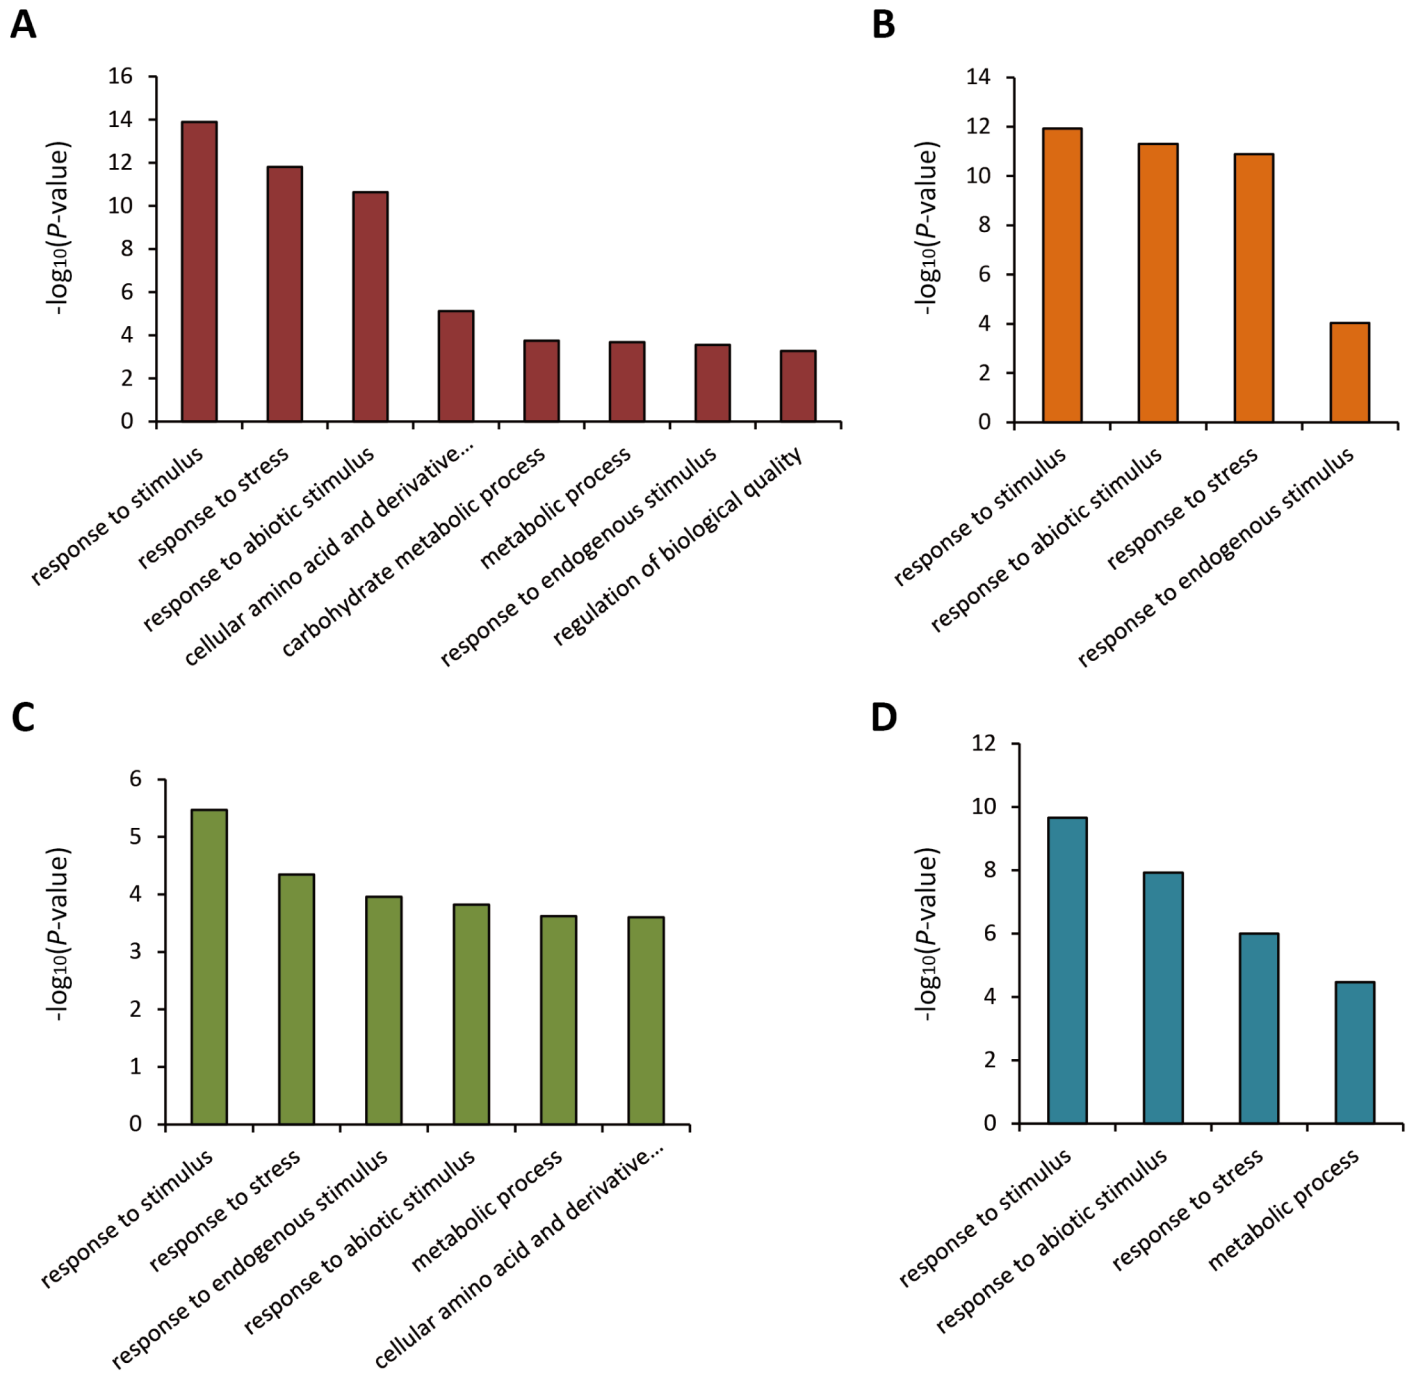 A
-log10(P-value)
16
14
12
10
8
6
4
2
0
response to stimulus
response to stress
response to abiotic stimulus
cellular amino acid and derivative...
carbohydrate metabolic process
metabolic process
response to endogenous stimulus
regulation of biological quality
B
-log10(P-value)
14
12
10
8
6
4
2
0
response to stimulus
response to abiotic stimulus
response to stress
response to endogenous stimulus
C
-log10(P-value)
6
5
4
3
2
1
0
response to stimulus
response to stress
response to endogenous stimulus
response to abiotic stimulus
metabolic process
cellular amino acid and derivative...
D
-log10(P-value)
12
10
8
6
4
2
0
response to stimulus
response to abiotic stimulus
response to stress
metabolic process